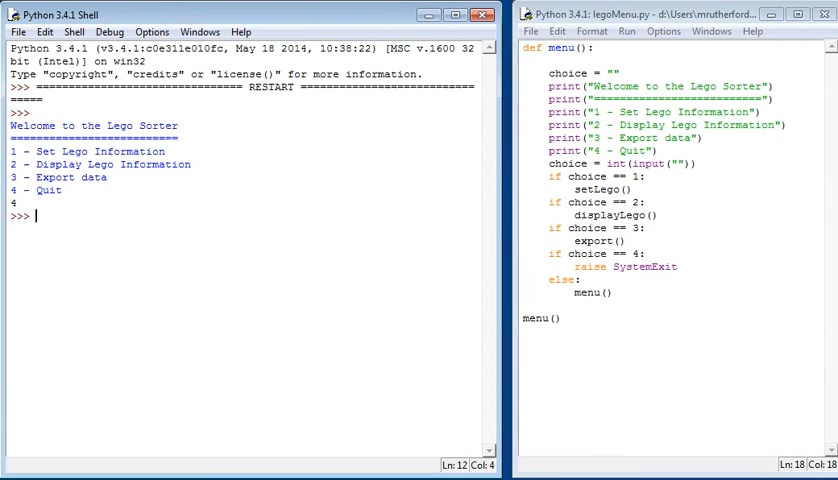 Python 3.4.1 Shell
File Edit Shell Debug Options Windows Help
Python 3.4.1 (v3.4.1:c0e311e010fc, May 18 2014, 10:38:22) [MSC v.1600 32
bit (Intel)] on win32
Type "copyright", "credits" or "license()" for more information.
>>> ================================ RESTART ===========================
=====
>>>
Welcome to the Lego Sorter
==========================
1 - Set Lego Information
2 - Display Lego Information
3 - Export data
4 - Quit
4
>>>
Ln: 12 Col: 4
Python 3.4.1: legoMenu.py - d:\Users\mrutherford
File Edit Format Run Options Windows Help
def menu():
choice = ""
print("Welcome to the Lego Sorter")
print("==========================")
print("1 - Set Lego Information")
print("2 - Display Lego Information")
print("3 - Export data")
print("4 - Quit")
choice = int(input(""))
if choice == 1:
setLego()
if choice == 2:
displayLego()
if choice == 3:
export()
if choice == 4:
raise SystemExit
else:
menu()
menu()
Ln: 18 Col: 18